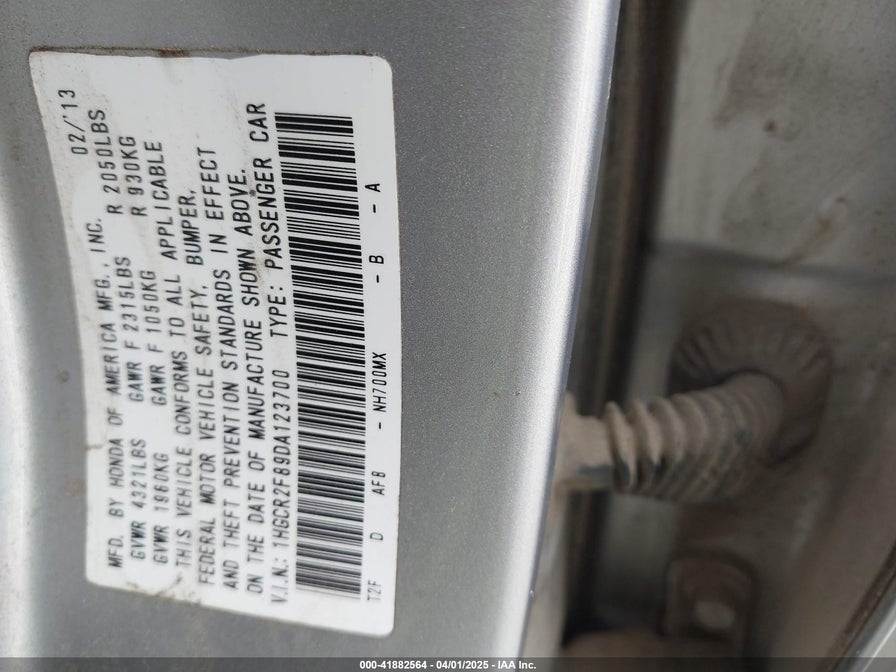 MFD. BY HONDA OF AMERICA MFG., INC. 02/'13
GVWR 4321LBS GAWR F 2315LBS R 2050LBS
GVWR 1960KG GAWR F 1050KG R 930KG
THIS VEHICLE CONFORMS TO ALL APPLICABLE
FEDERAL MOTOR VEHICLE SAFETY, BUMPER,
AND THEFT PREVENTION STANDARDS IN EFFECT
ON THE DATE OF MANUFACTURE SHOWN ABOVE.
V.I.N.: 1HGCR2F89DA123700 TYPE: PASSENGER CAR
T2F D AF8 - NH700MX - B - A
000-41882564 - 04/01/2025 - IAA Inc.